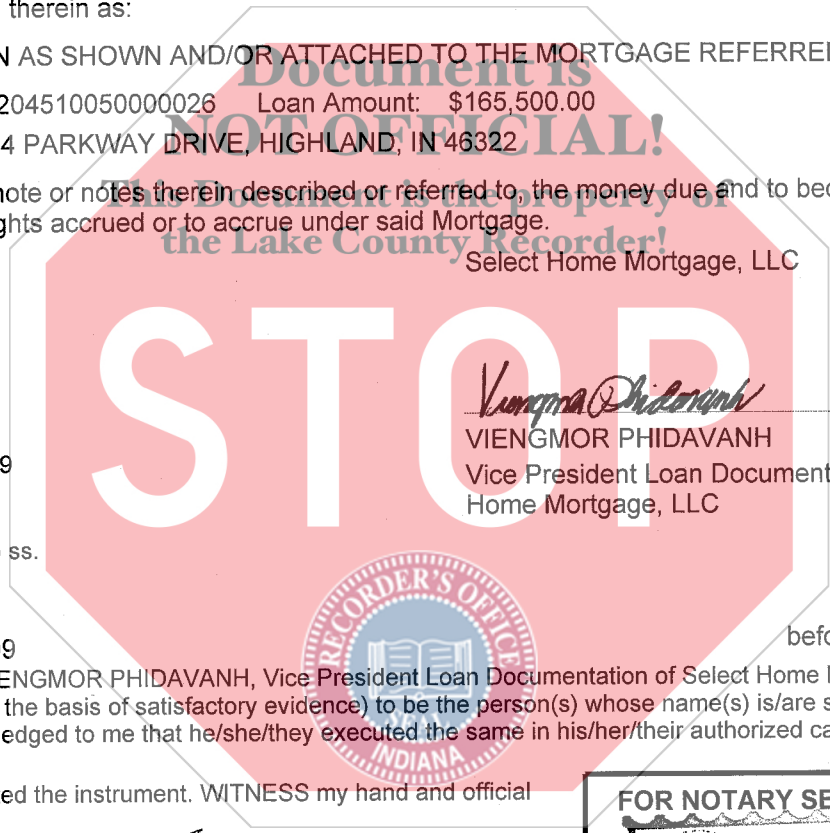 therein as:
N AS SHOWN AND/OR ATTACHED TO THE MORTGAGE REFERRED
Document is
204510050000026 Loan Amount: $165,500.00
NOT OFFICIAL!
4 PARKWAY DRIVE, HIGHLAND, IN 46322
note or notes therein described or referred to, the money due and to bec
This Document is the property of
ghts accrued or to accrue under said Mortgage.
the Lake County Recorder!
Select Home Mortgage, LLC
STOP
Viengmor Phidavanh
VIENGMOR PHIDAVANH
9
Vice President Loan Document
Home Mortgage, LLC
ss.
RECORDER'S OFFICE
SEAL
INDIANA
9
befo
ENGMOR PHIDAVANH, Vice President Loan Documentation of Select Home
the basis of satisfactory evidence) to be the person(s) whose name(s) is/are s
edged to me that he/she/they executed the same in his/her/their authorized ca
ed the instrument. WITNESS my hand and official
FOR NOTARY SE